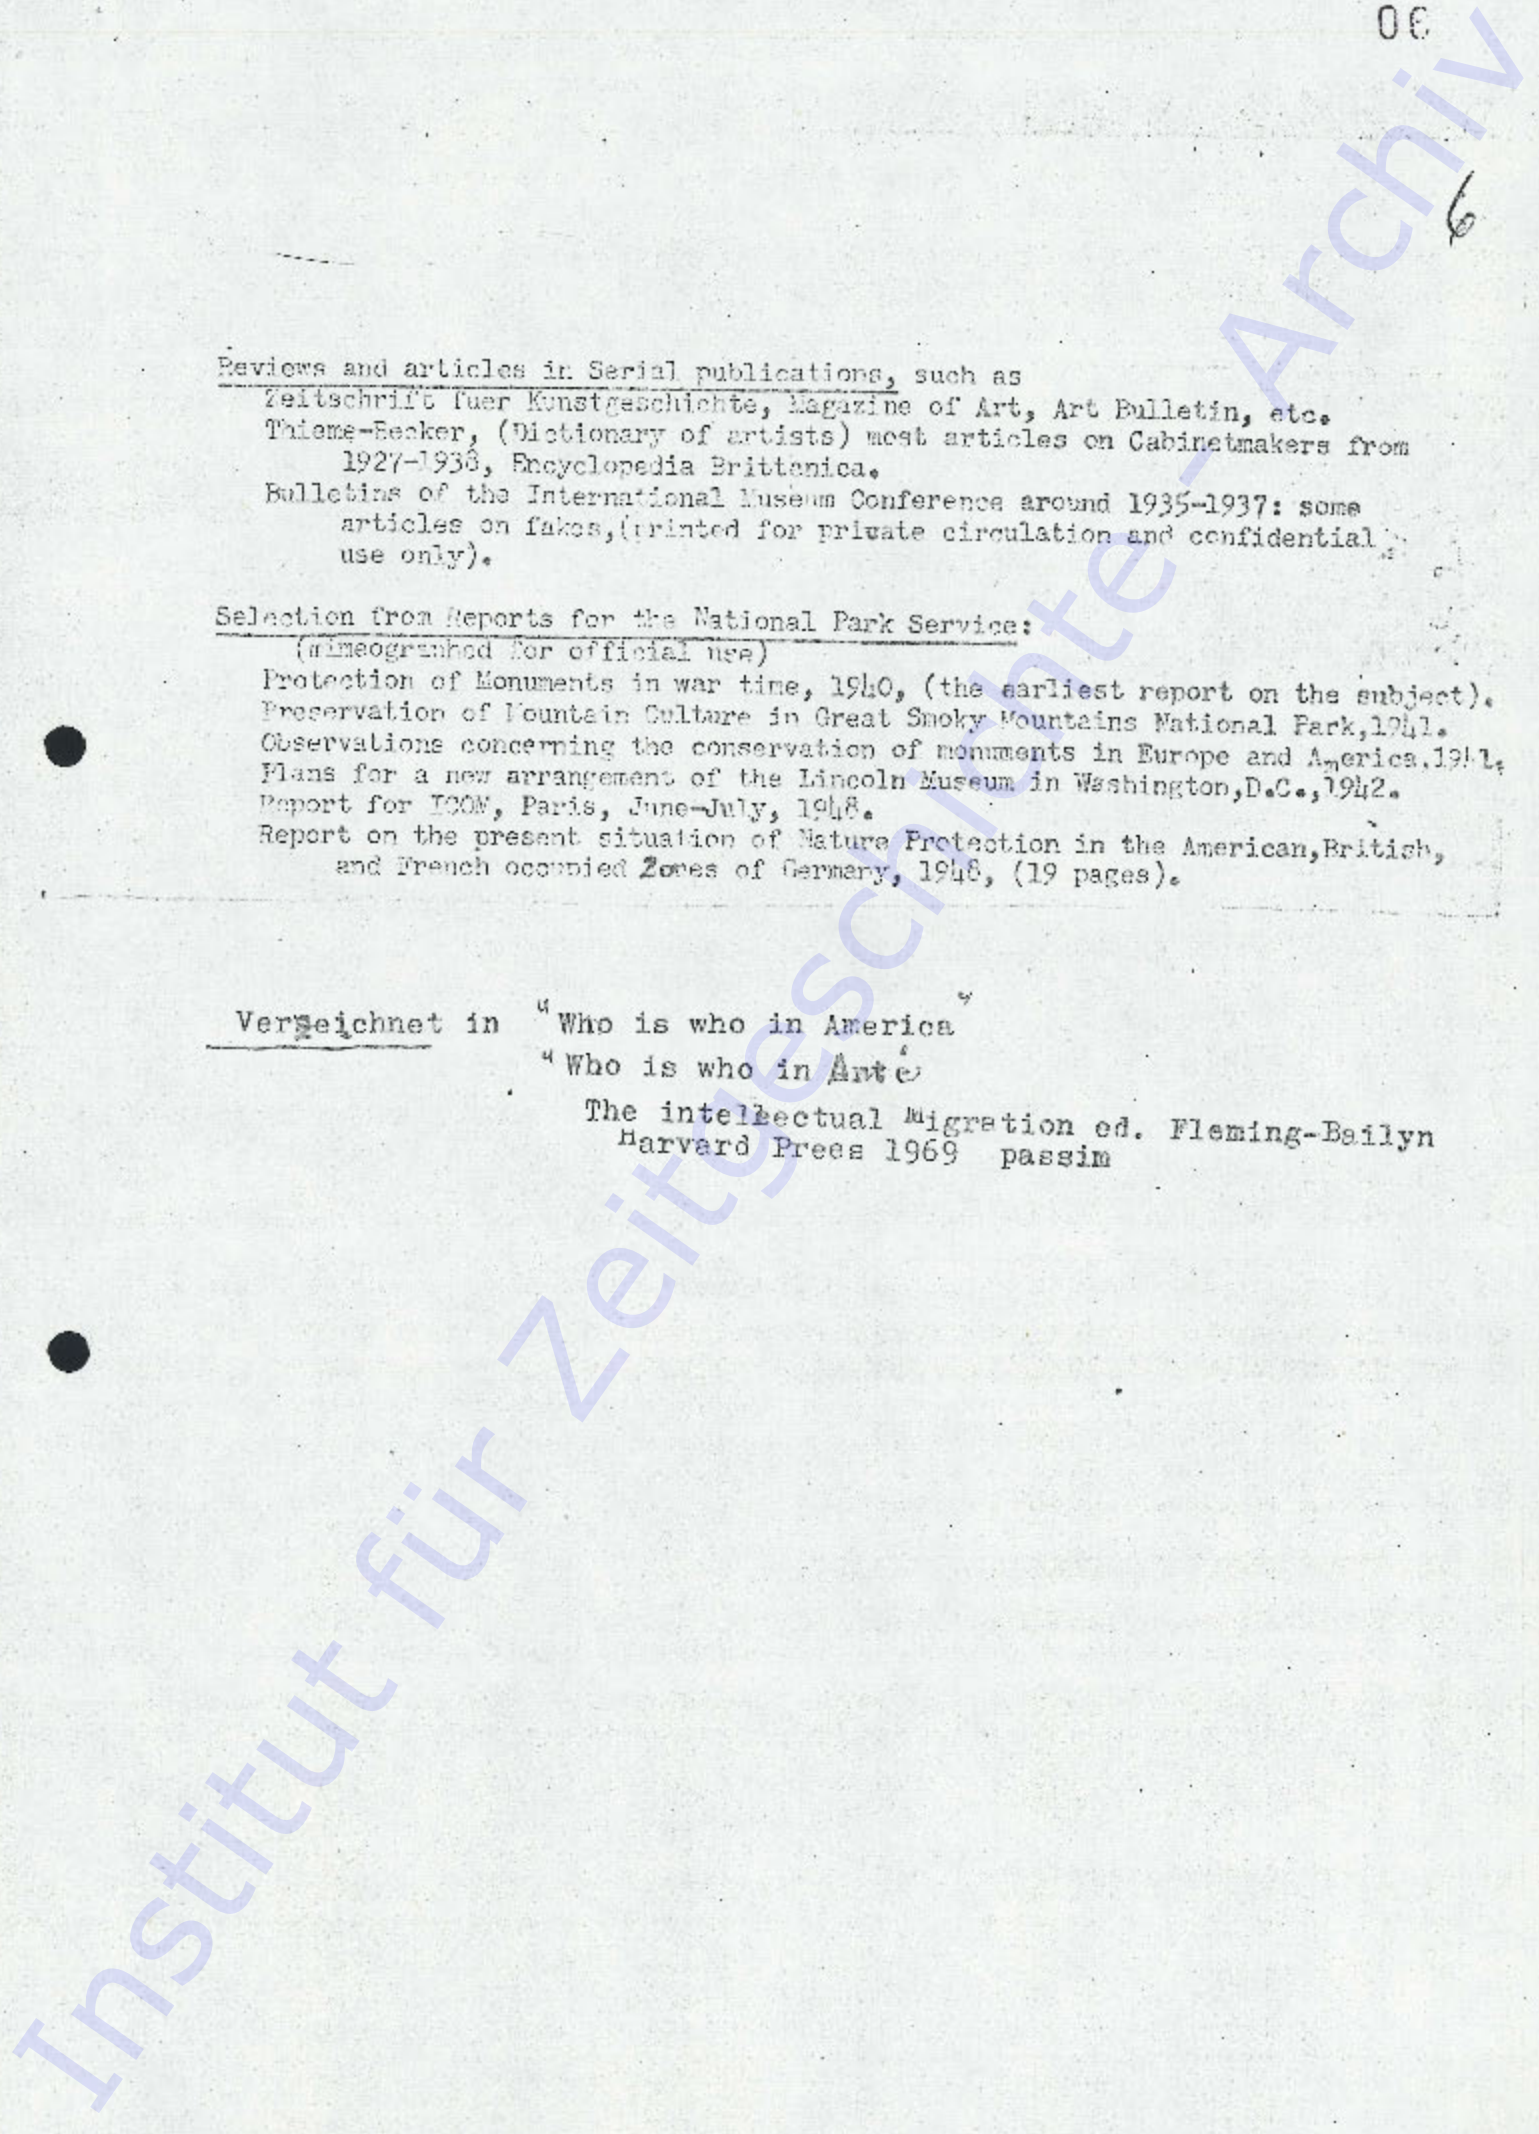 06
6
Reviews and articles in Serial publications, such as
Zeitschrift fuer Kunstgeschichte, Magazine of Art, Art Bulletin, etc.
Thieme-Becker, (Dictionary of artists) most articles on Cabinetmakers from
1927-1938, Encyclopedia Brittanica.
Bulletins of the International Museum Conference around 1935-1937: some
articles on fakes,(printed for private circulation and confidential
use only).
Selection from Reports for the National Park Service:
(mimeographed for official use)
Protection of Monuments in war time, 1940, (the earliest report on the subject).
Preservation of Mountain Culture in Great Smoky Mountains National Park,1941.
Observations concerning the conservation of monuments in Europe and America.1941.
Plans for a new arrangement of the Lincoln Museum in Washington,D.C.,1942.
Report for ICOM, Paris, June-July, 1948.
Report on the present situation of Nature Protection in the American,British,
and French occupied Zones of Germany, 1948, (19 pages).
Verzeichnet in "Who is who in America"
"Who is who in Art"
The intellectual Migration ed. Fleming-Bailyn
Harvard Press 1969 passim
Institut für Zeitgeschichte - Archiv